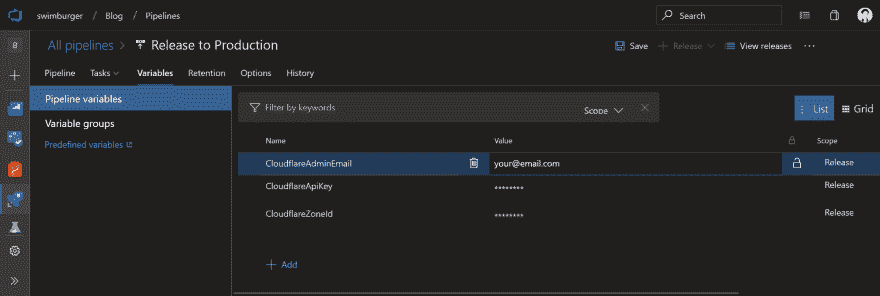 swimburger / Blog / Pipelines Search
B All pipelines > Release to Production Save Release View releases ...
Pipeline Tasks Variables Retention Options History
Pipeline variables
Filter by keywords Scope List Grid
Variable groups
Predefined variables
Name Value Scope
CloudflareAdminEmail your@email.com Release
CloudflareApiKey ******** Release
CloudflareZoneId ******** Release
+ Add